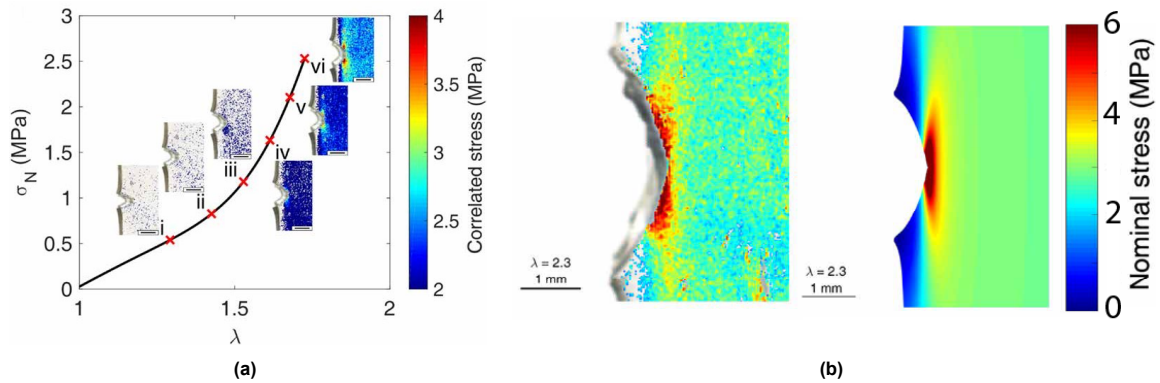 3
2.5
2
1.5
1
0.5
0
σN (MPa)
1
1.5
2
λ
i
ii
iii
iv
v
vi
4
3.5
3
2.5
2
Correlated stress (MPa)
(a)
λ = 2.3
1 mm
λ = 2.3
1 mm
6
4
2
0
Nominal stress (MPa)
(b)